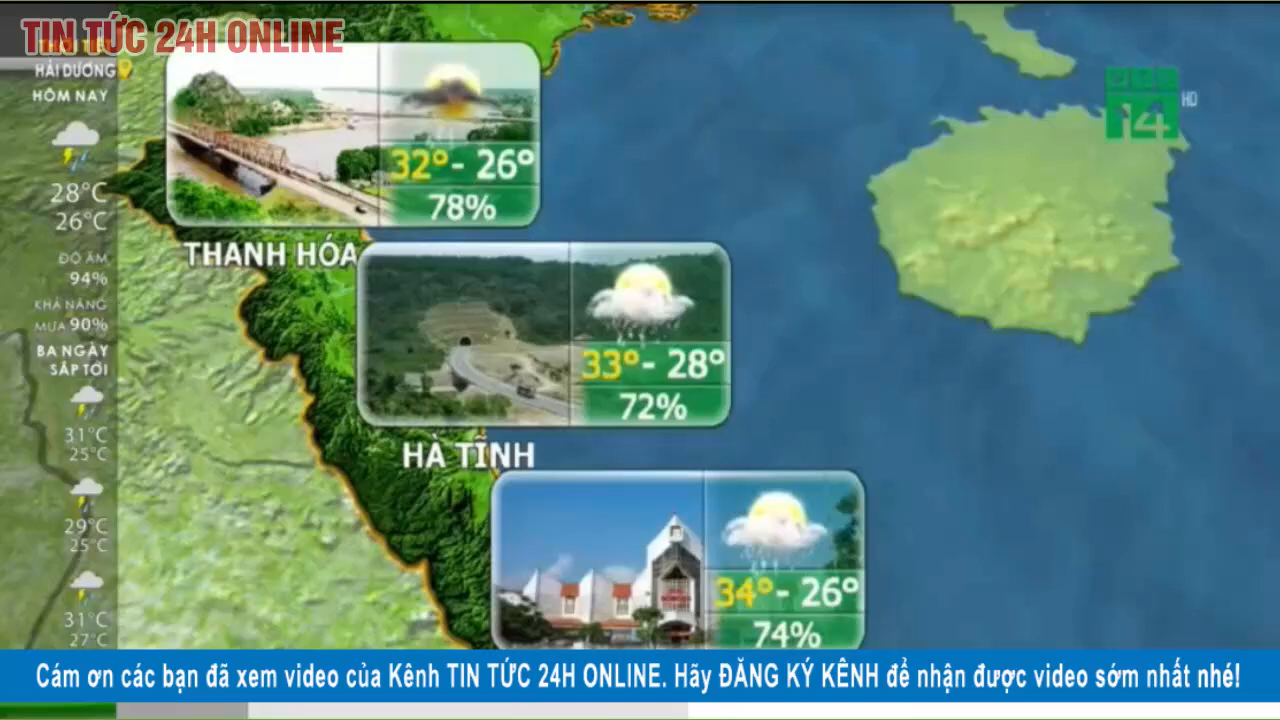 TIN TỨC 24H ONLINE
THỜI TIẾT
HẢI DƯƠNG
HÔM NAY
28°C
26°C
ĐỘ ẨM
94%
KHẢ NĂNG
MƯA 90%
BA NGÀY
SẮP TỚI
31°C
25°C
29°C
25°C
31°C
27°C
32°- 26°
78%
THANH HÓA
33°- 28°
72%
HÀ TĨNH
34°- 26°
74%
14
HD
Cám ơn các bạn đã xem video của Kênh TIN TỨC 24H ONLINE. Hãy ĐĂNG KÝ KÊNH để nhận được video sớm nhất nhé!